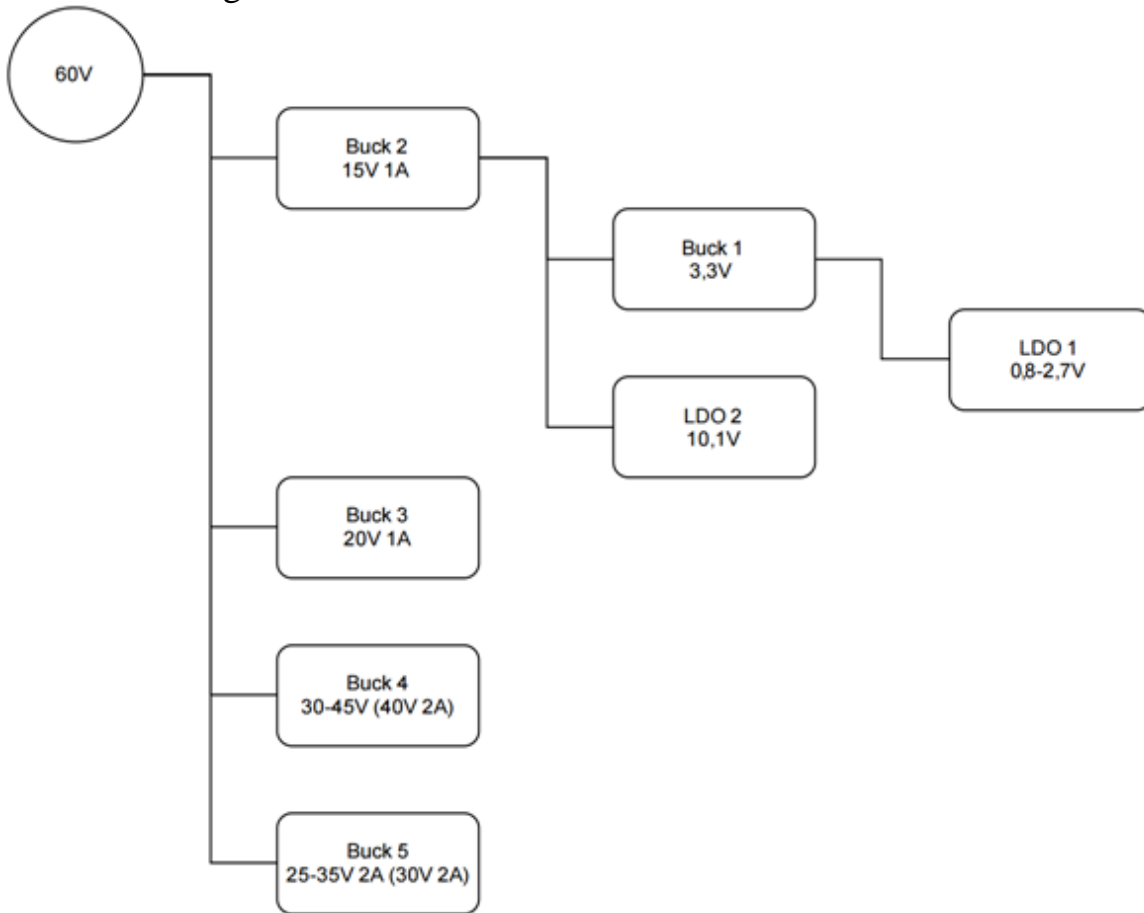 60V
Buck 2
15V 1A
Buck 1
3,3V
LDO 1
0,8-2,7V
LDO 2
10,1V
Buck 3
20V 1A
Buck 4
30-45V (40V 2A)
Buck 5
25-35V 2A (30V 2A)